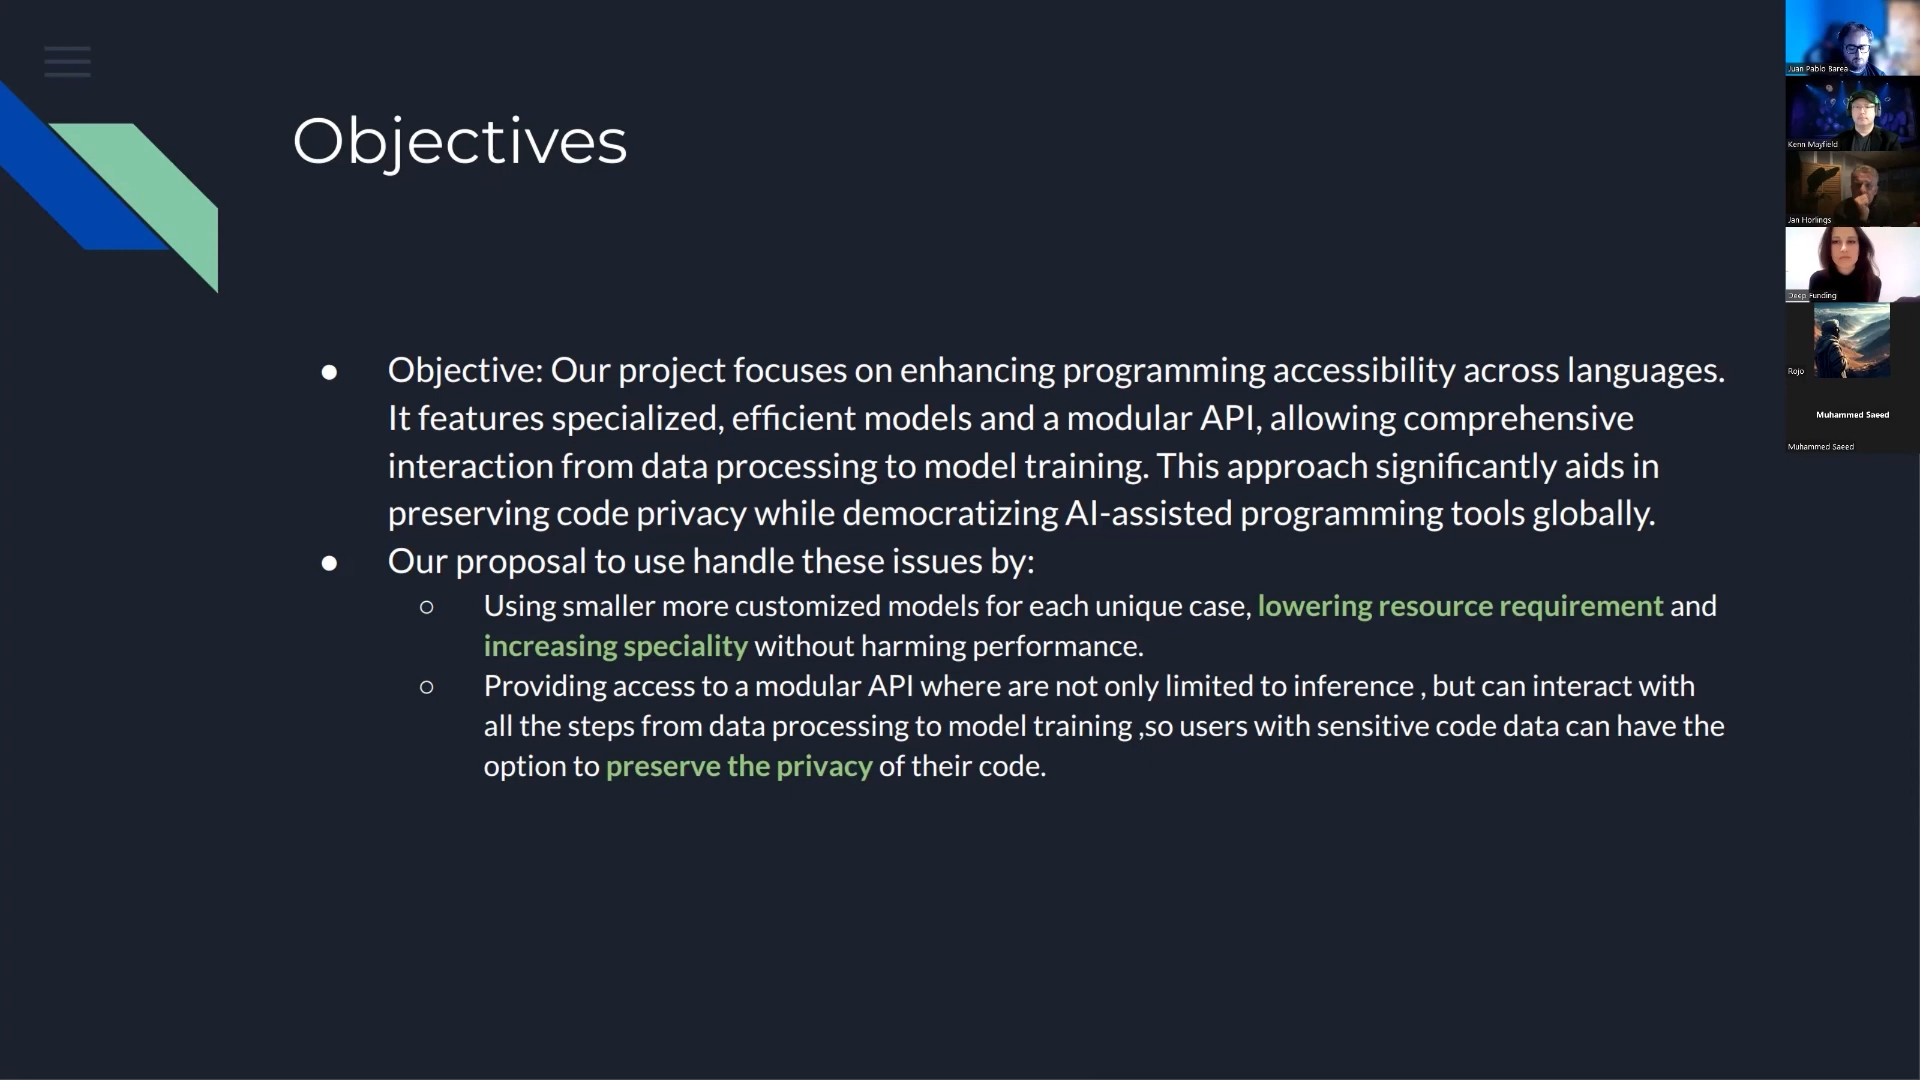 Objectives
● Objective: Our project focuses on enhancing programming accessibility across languages.
It features specialized, efficient models and a modular API, allowing comprehensive
interaction from data processing to model training. This approach significantly aids in
preserving code privacy while democratizing AI-assisted programming tools globally.
● Our proposal to use handle these issues by:
○ Using smaller more customized models for each unique case, lowering resource requirement and
increasing speciality without harming performance.
○ Providing access to a modular API where are not only limited to inference , but can interact with
all the steps from data processing to model training ,so users with sensitive code data can have the
option to preserve the privacy of their code.
Juan Pablo Barea
Kenn Mayfield
Jan Horlings
Deep Funding
Rojo
Muhammed Saeed
Muhammed Saeed